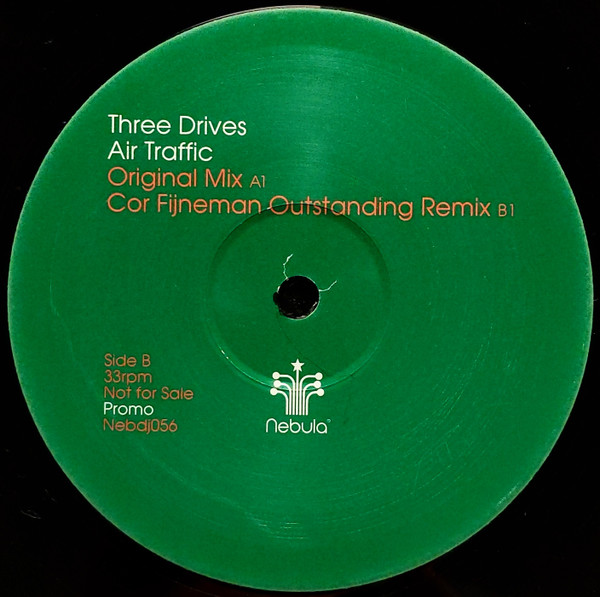 Three Drives
Air Traffic
Original Mix A1
Cor Fijneman Outstanding Remix B1
Side B
33rpm
Not for Sale
Promo
Nebdj056
nebula